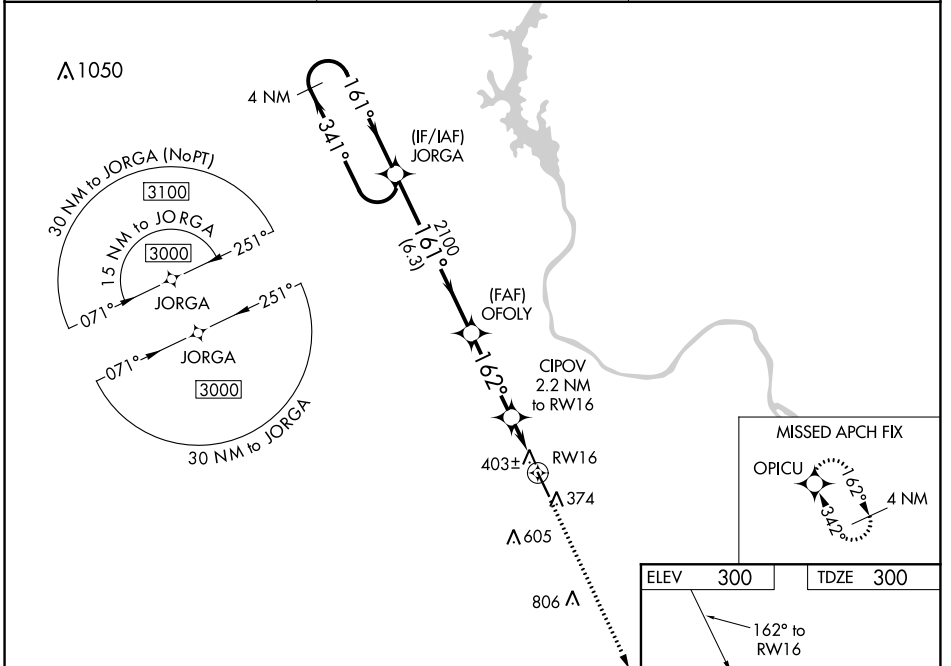 1050
4 NM
161°
341°
(IF/IAF)
JORGA
30 NM to JORGA (NoPT)
3100
15 NM to JORGA
3000
251°
071°
JORGA
251°
071°
JORGA
3000
30 NM to JORGA
2100
161°
(6.3)
(FAF)
OFOLY
162°
CIPOV
2.2 NM
to RW16
403±
RW16
374
605
806
MISSED APCH FIX
OPICU
162°
342°
4 NM
ELEV 300
TDZE 300
162° to
RW16